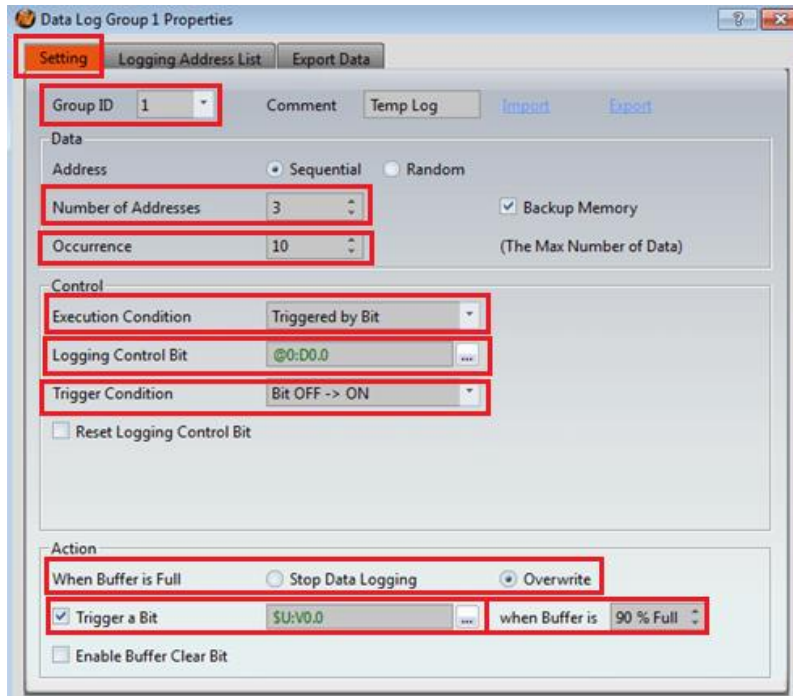 Data Log Group 1 Properties
Setting Logging Address List Export Data
Group ID 1 Comment Temp Log Import Export
Data
Address Sequential Random
Number of Addresses 3 Backup Memory
Occurrence 10 (The Max Number of Data)
Control
Execution Condition Triggered by Bit
Logging Control Bit @0:D0.0 ...
Trigger Condition Bit OFF -> ON
Reset Logging Control Bit
Action
When Buffer is Full Stop Data Logging Overwrite
Trigger a Bit $U:V0.0 ... when Buffer is 90 % Full
Enable Buffer Clear Bit